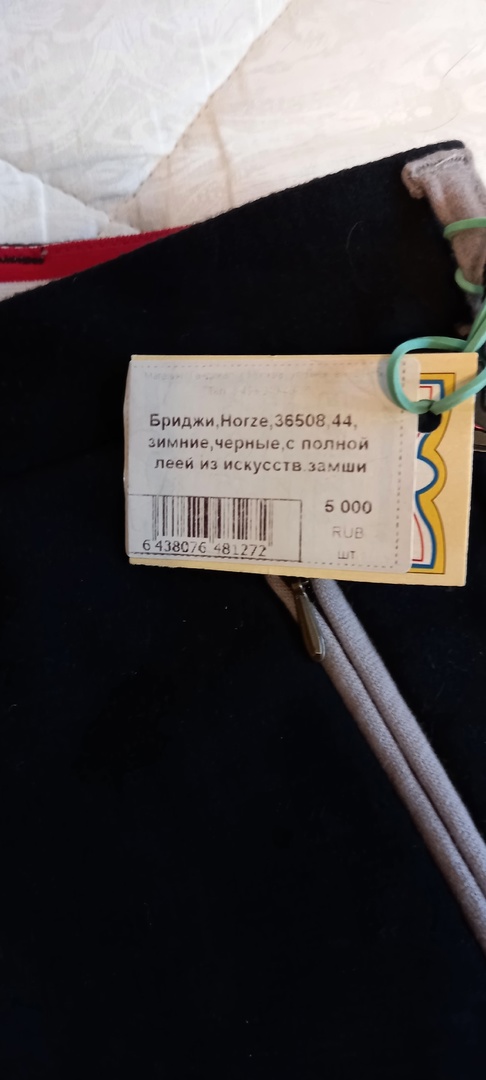 Бриджи,Horze,36508,44,
зимние,черные,с полной
леей из искусств.замши
5 000
RUB
шт
6 438076 481272